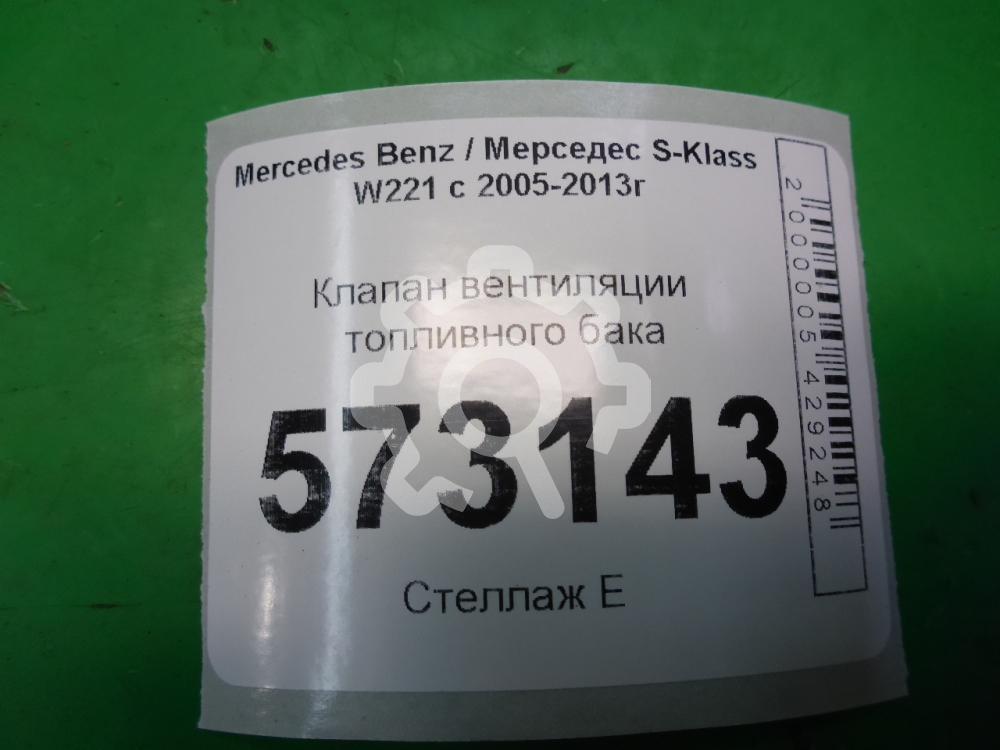 Mercedes Benz / Мерседес S-Klass
W221 с 2005-2013г
Клапан вентиляции
топливного бака
573143
Стеллаж Е
2000005429248